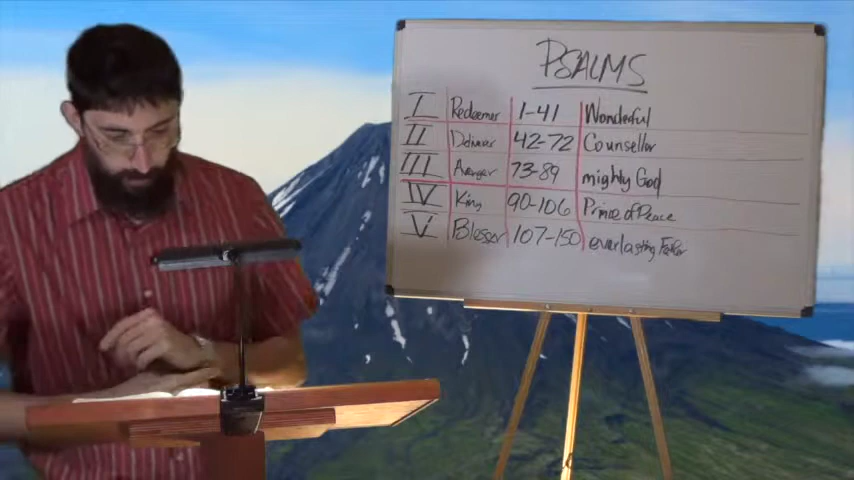 PSALMS
I Redeemer 1-41 Wonderful
II Deliverer 42-72 Counsellor
III Avenger 73-89 mighty God
IV King 90-106 Prince of Peace
V Blesser 107-150 everlasting Father